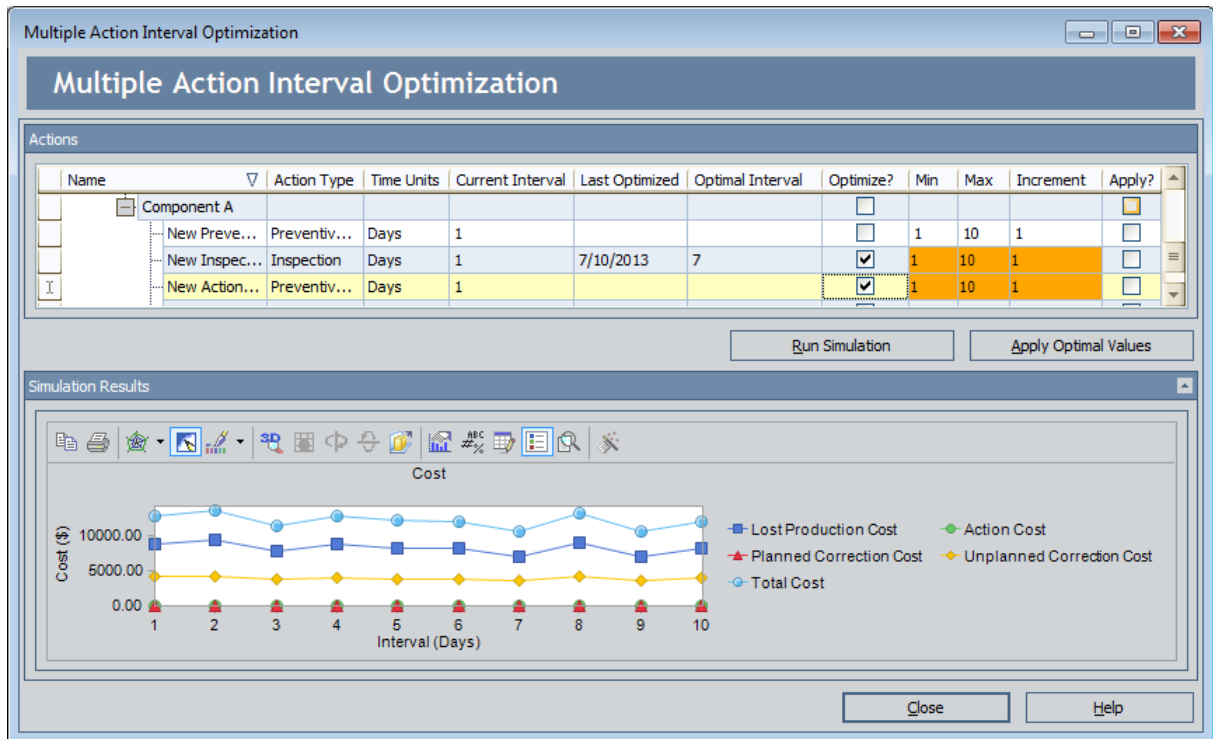 Multiple Action Interval Optimization
Multiple Action Interval Optimization
Actions
Name Action Type Time Units Current Interval Last Optimized Optimal Interval Optimize? Min Max Increment Apply?
Component A
New Preve... Preventiv... Days 1 1 10 1
New Inspec... Inspection Days 1 7/10/2013 7 1 10 1
New Action... Preventiv... Days 1 1 10 1
Run Simulation Apply Optimal Values
Simulation Results
3D ABC #%
Cost
Cost ($)
10000.00
5000.00
0.00
1 2 3 4 5 6 7 8 9 10
Interval (Days)
Lost Production Cost Action Cost
Planned Correction Cost Unplanned Correction Cost
Total Cost
Close Help